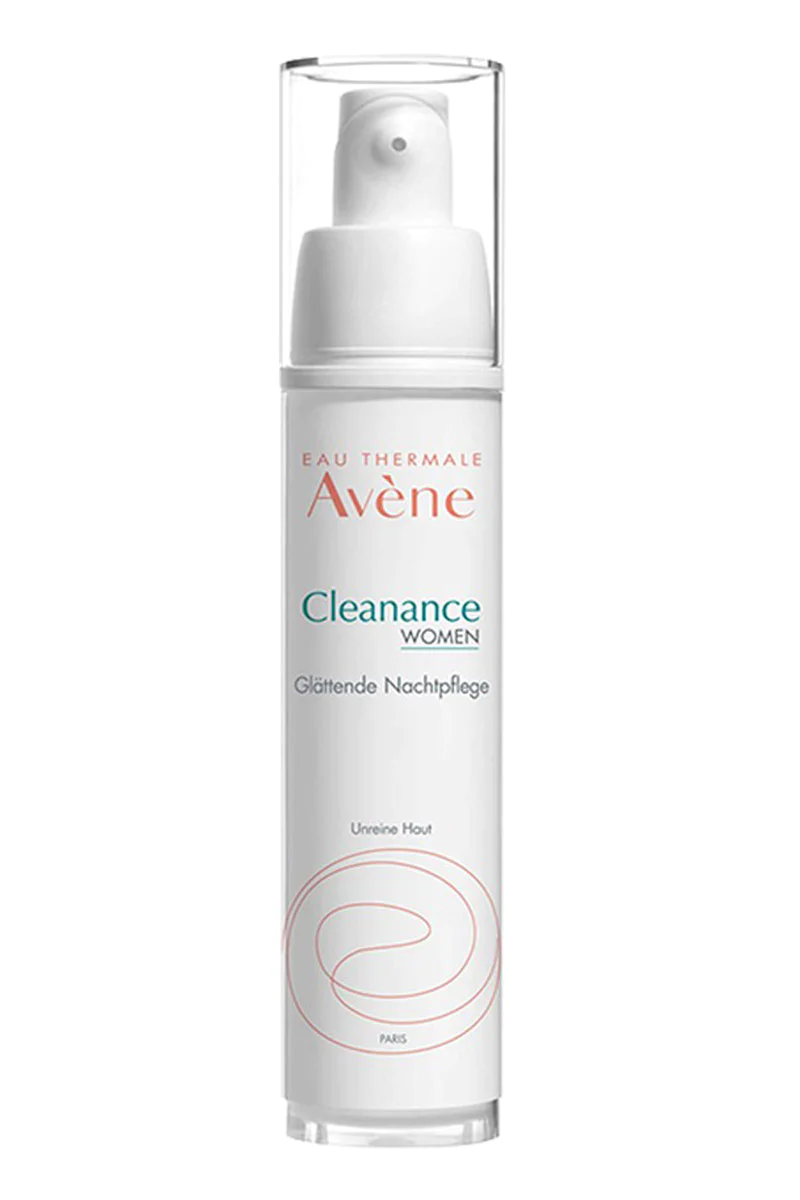 EAU THERMALE
Avène
Cleanance
WOMEN
Glättende Nachtpflege
Unreine Haut
PARIS